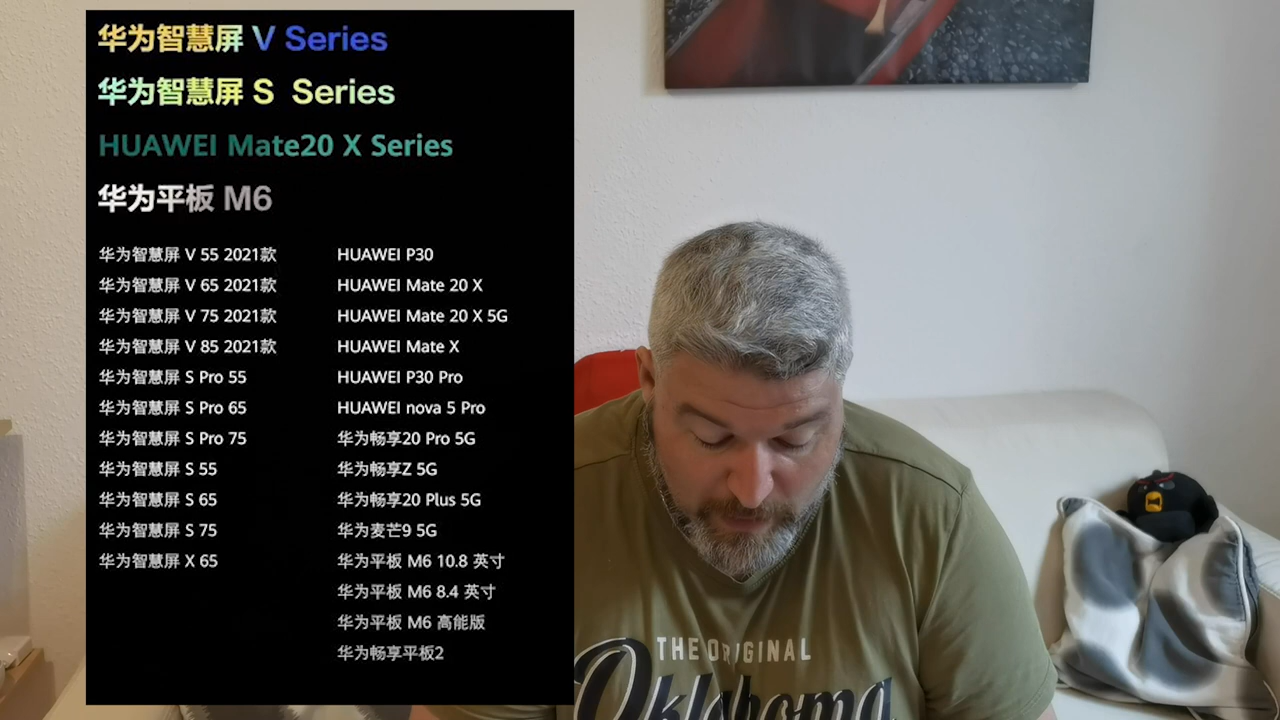 华为智慧屏 V Series
华为智慧屏 S Series
HUAWEI Mate20 X Series
华为平板 M6
华为智慧屏 V 55 2021款
华为智慧屏 V 65 2021款
华为智慧屏 V 75 2021款
华为智慧屏 V 85 2021款
华为智慧屏 S Pro 55
华为智慧屏 S Pro 65
华为智慧屏 S Pro 75
华为智慧屏 S 55
华为智慧屏 S 65
华为智慧屏 S 75
华为智慧屏 X 65
HUAWEI P30
HUAWEI Mate 20 X
HUAWEI Mate 20 X 5G
HUAWEI Mate X
HUAWEI P30 Pro
HUAWEI nova 5 Pro
华为畅享20 Pro 5G
华为畅享Z 5G
华为畅享20 Plus 5G
华为麦芒9 5G
华为平板 M6 10.8 英寸
华为平板 M6 8.4 英寸
华为平板 M6 高能版
华为畅享平板2
THE ORIGINAL
Oklahoma